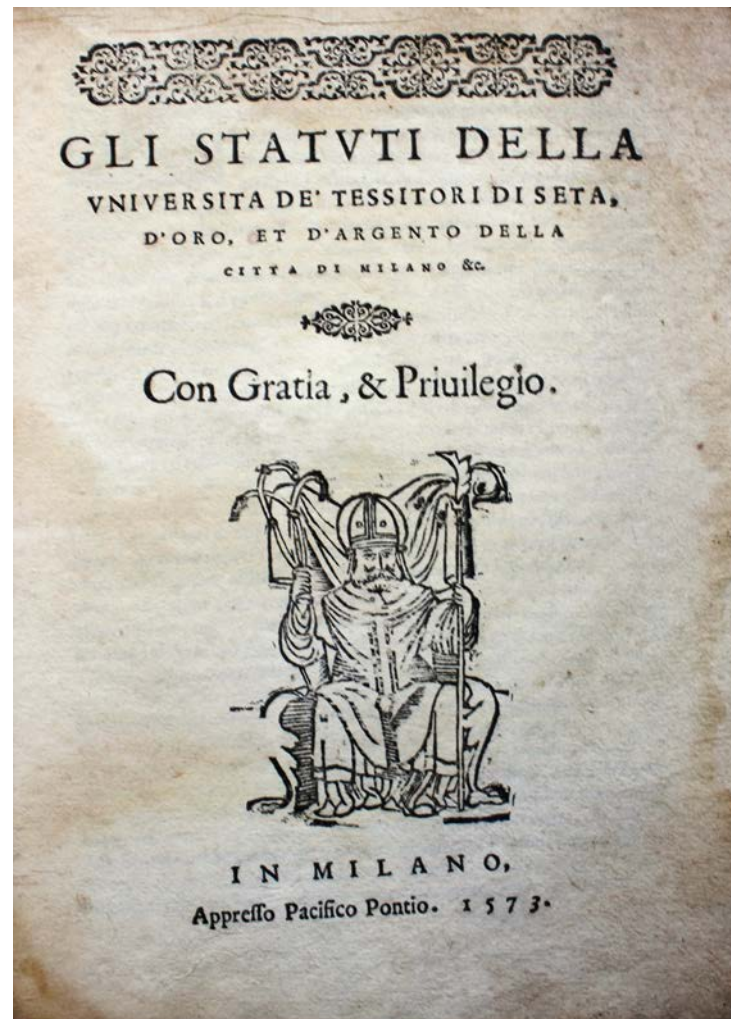 GLI STATVTI DELLA
VNIVERSITA DE' TESSITORI DI SETA,
D'ORO, ET D'ARGENTO DELLA
CITTA DI MILANO &c.
Con Gratia, & Priuilegio.
IN MILANO,
Appreſſo Pacifico Pontio. 1573.